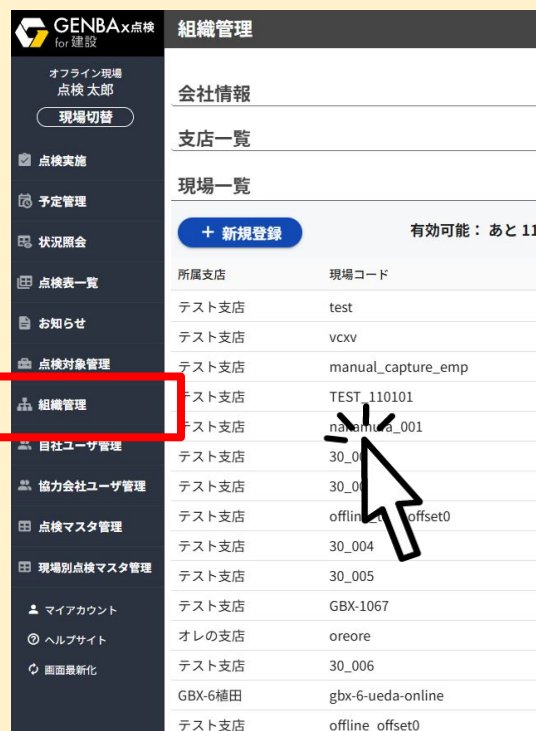 GENBAx点検
for 建設
オフライン現場
点検 太郎
現場切替
点検実施
予定管理
状況照会
点検表一覧
お知らせ
点検対象管理
組織管理
自社ユーザ管理
協力会社ユーザ管理
点検マスタ管理
現場別点検マスタ管理
マイアカウント
ヘルプサイト
画面最新化
組織管理
会社情報
支店一覧
現場一覧
+ 新規登録
有効可能: あと 11
所属支店 現場コード
テスト支店 test
テスト支店 vcxv
テスト支店 manual_capture_emp
テスト支店 TEST_110101
テスト支店 nakamura_001
テスト支店
テスト支店
テスト支店
テスト支店 30_004
テスト支店 30_005
テスト支店 GBX-1067
オレの支店 oreore
テスト支店 30_006
GBX-6植田 gbx-6-ueda-online
テスト支店 offline_offset0